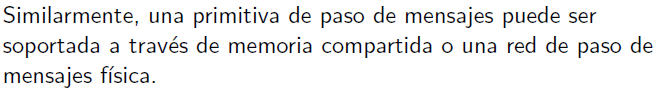 Similarmente, una primitiva de paso de mensajes puede ser
soportada a través de memoria compartida o una red de paso de
mensajes física.